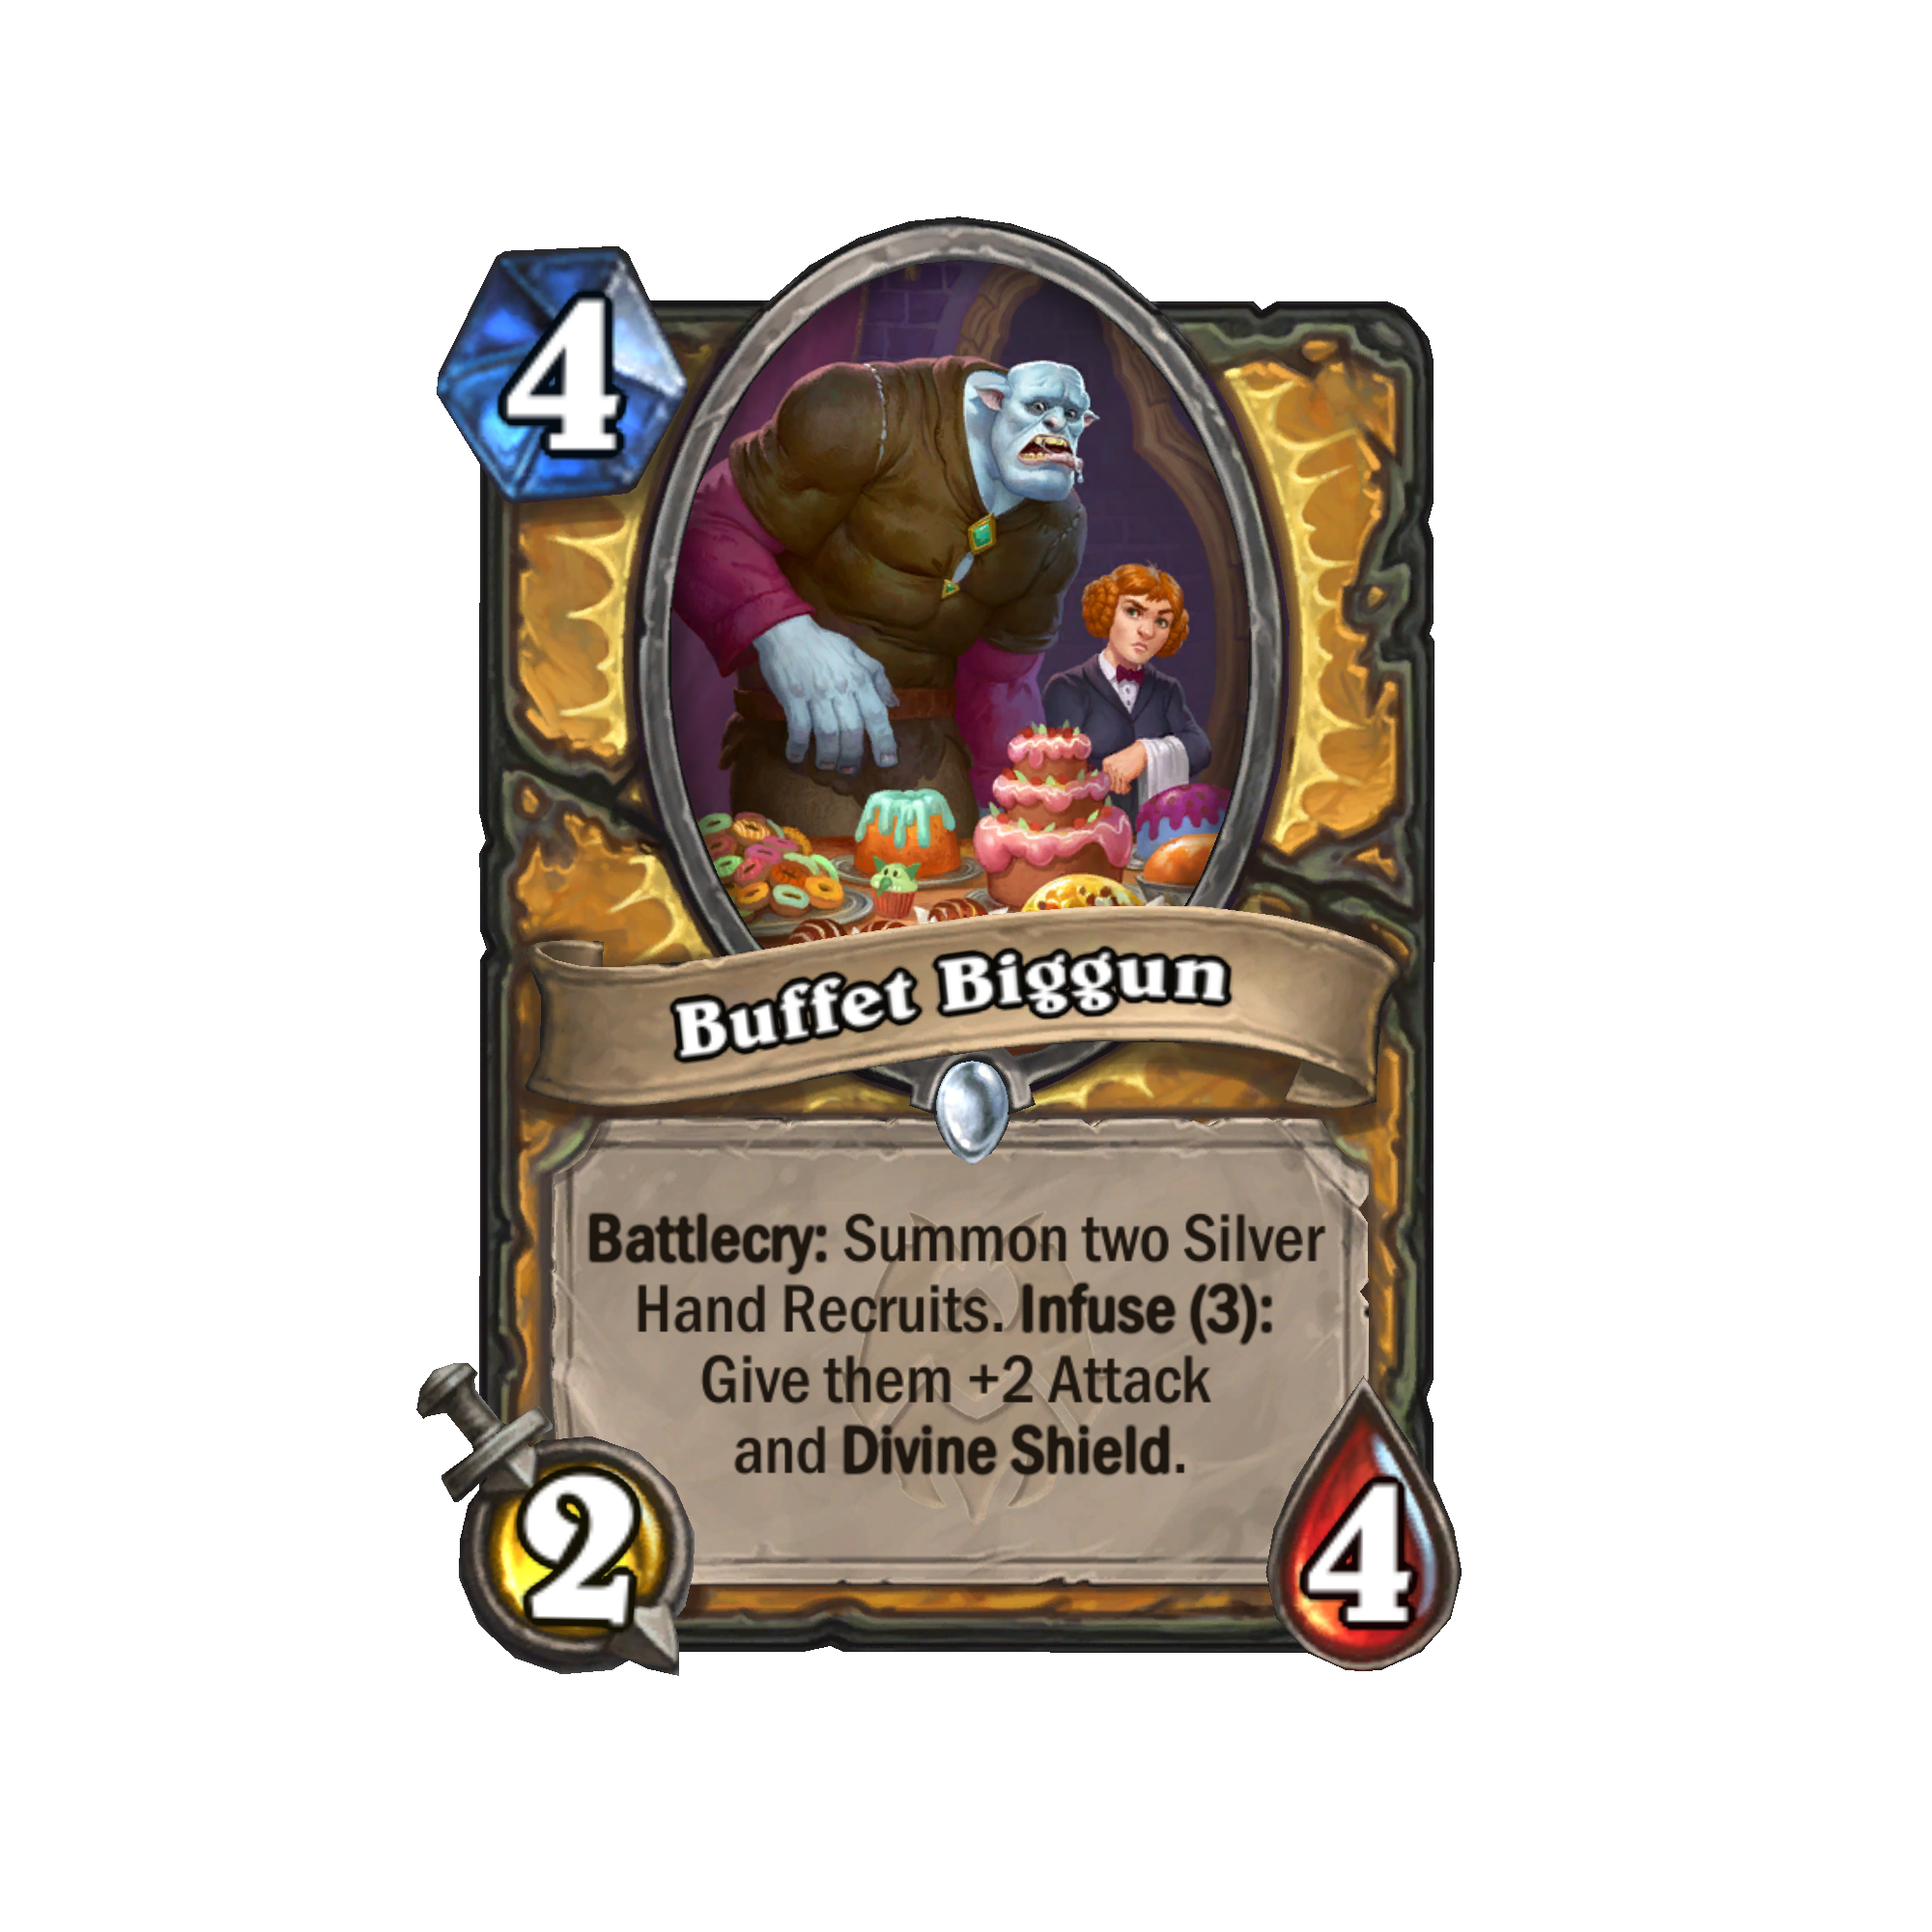 4
Buffet Biggun
Battlecry: Summon two Silver
Hand Recruits. Infuse (3):
Give them +2 Attack
and Divine Shield.
2
4